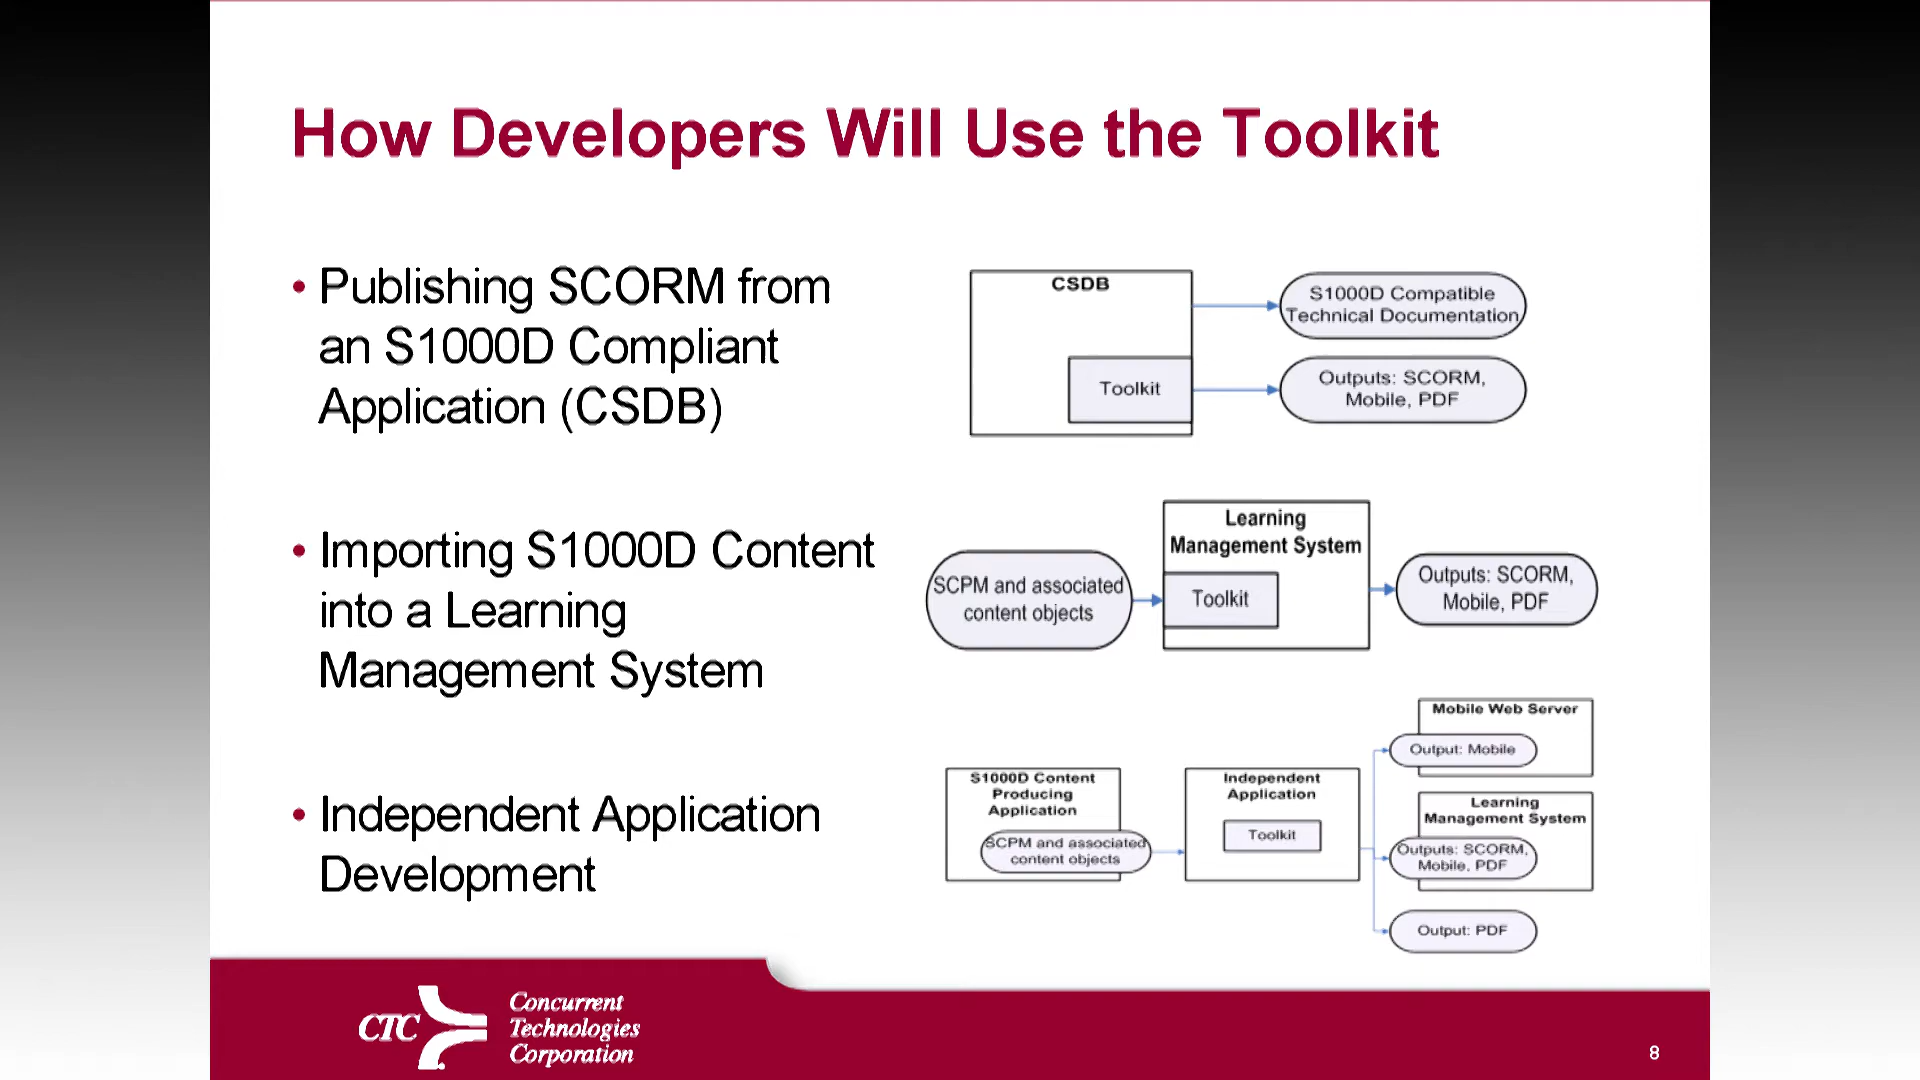 How Developers Will Use the Toolkit
• Publishing SCORM from
an S1000D Compliant
Application (CSDB)
CSDB
Toolkit
S1000D Compatible
Technical Documentation
Outputs: SCORM,
Mobile, PDF
• Importing S1000D Content
into a Learning
Management System
SCPM and associated
content objects
Learning
Management System
Toolkit
Outputs: SCORM,
Mobile, PDF
• Independent Application
Development
S1000D Content
Producing
Application
SCPM and associated
content objects
Independent
Application
Toolkit
Mobile Web Server
Output: Mobile
Learning
Management System
Outputs: SCORM,
Mobile, PDF
Output: PDF
CTC
Concurrent
Technologies
Corporation
8